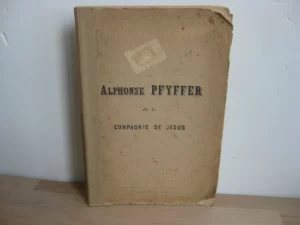 ALPHONSE PFYFFER
de la
COMPAGNIE DE JÉSUS